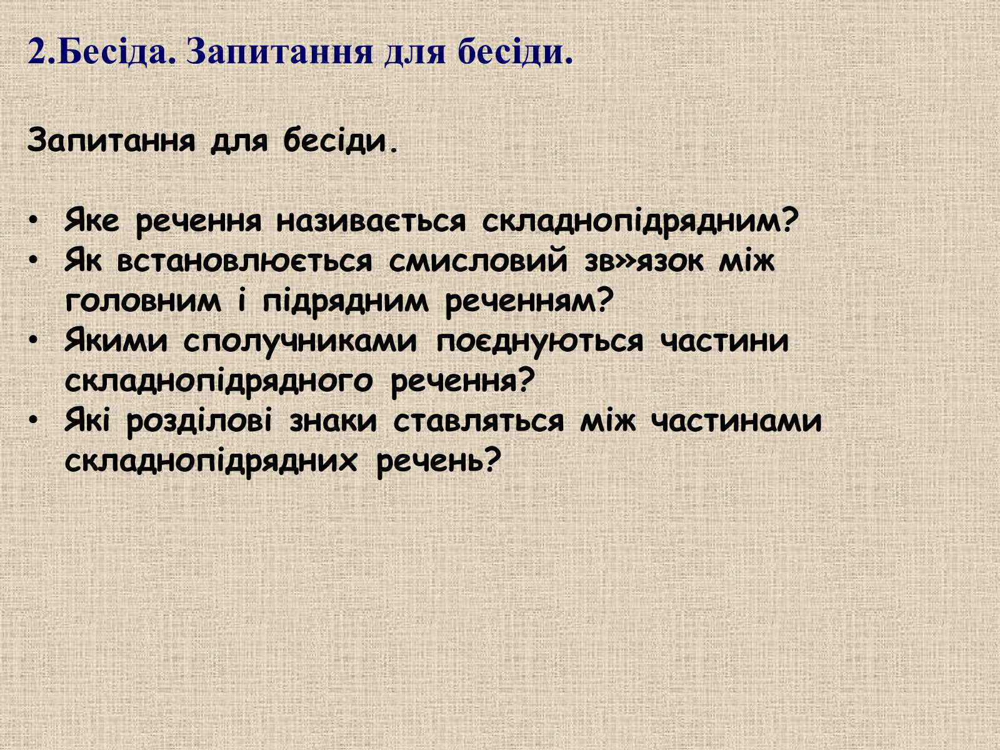 2.Бесіда. Запитання для бесіди.
Запитання для бесіди.
• Яке речення називається складнопідрядним?
• Як встановлюється смисловий зв»язок між
головним і підрядним реченням?
• Якими сполучниками поєднуються частини
складнопідрядного речення?
• Які розділові знаки ставляться між частинами
складнопідрядних речень?